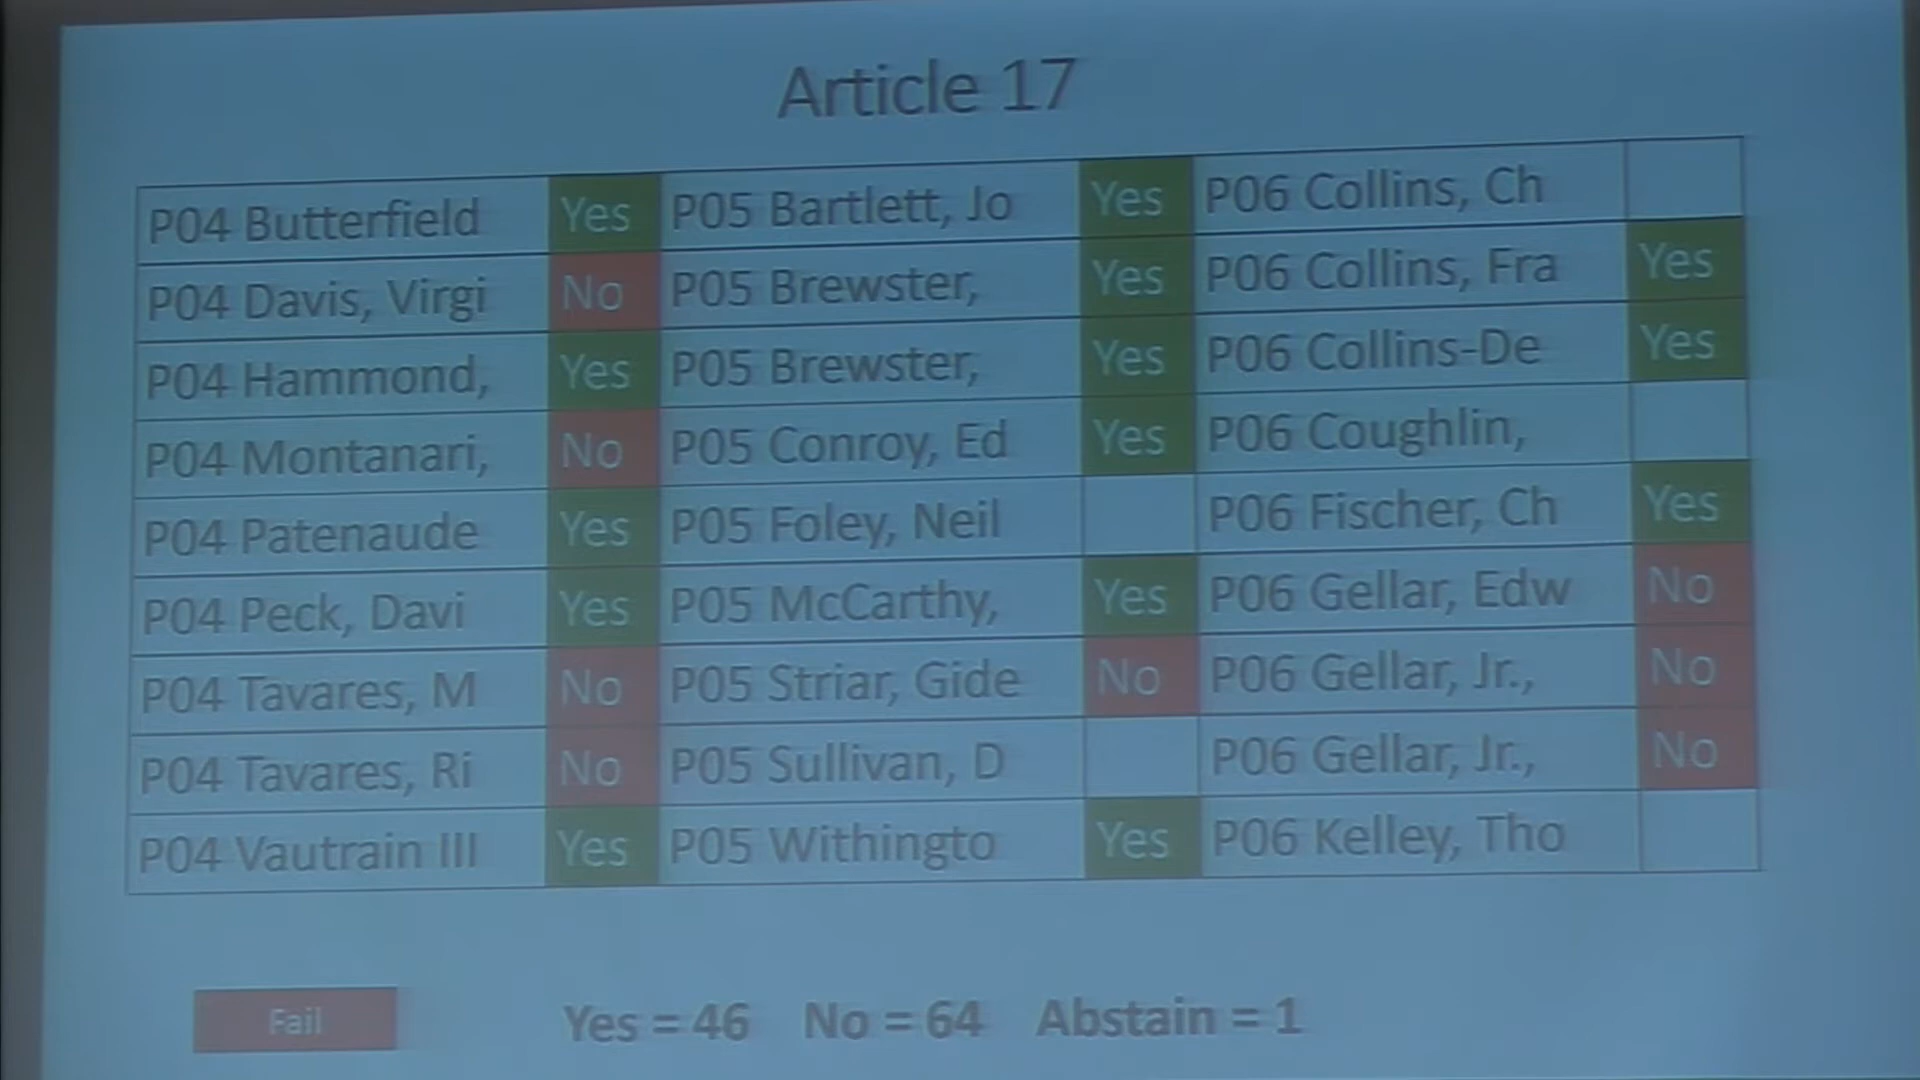 Article 17
P04 Butterfield Yes P05 Bartlett, Jo Yes P06 Collins, Ch
P04 Davis, Virgi No P05 Brewster, Yes P06 Collins, Fra Yes
P04 Hammond, Yes P05 Brewster, Yes P06 Collins-De Yes
P04 Montanari, No P05 Conroy, Ed Yes P06 Coughlin,
P04 Patenaude Yes P05 Foley, Neil P06 Fischer, Ch Yes
P04 Peck, Davi Yes P05 McCarthy, Yes P06 Gellar, Edw No
P04 Tavares, M No P05 Striar, Gide No P06 Gellar, Jr., No
P04 Tavares, Ri No P05 Sullivan, D P06 Gellar, Jr., No
P04 Vautrain III Yes P05 Withingto Yes P06 Kelley, Tho
Fail Yes = 46 No = 64 Abstain = 1